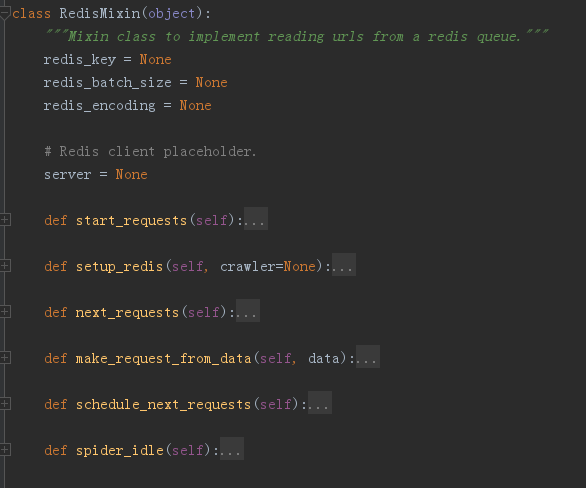 class RedisMixin(object):
"""Mixin class to implement reading urls from a redis queue."""
redis_key = None
redis_batch_size = None
redis_encoding = None
# Redis client placeholder.
server = None
def start_requests(self):...
def setup_redis(self, crawler=None):...
def next_requests(self):...
def make_request_from_data(self, data):...
def schedule_next_requests(self):...
def spider_idle(self):...